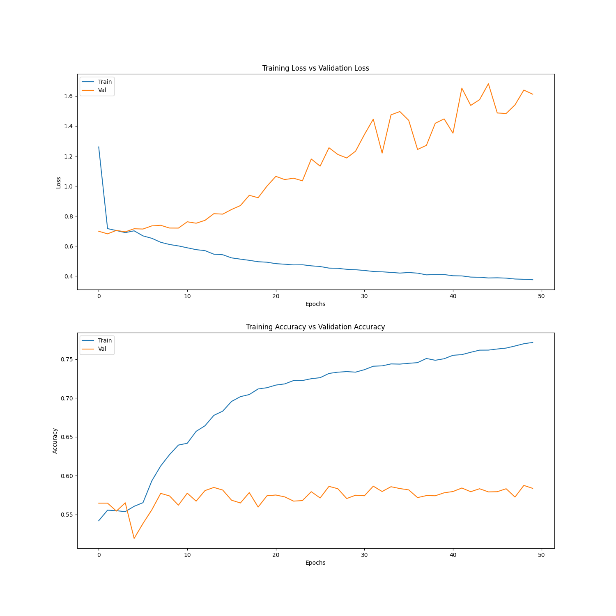 Training Loss vs Validation Loss
Train
Val
1.6
1.4
1.2
1.0
0.8
0.6
0.4
Loss
0 10 20 30 40 50
Epochs
Training Accuracy vs Validation Accuracy
Train
Val
0.75
0.70
0.65
0.60
0.55
Accuracy
0 10 20 30 40 50
Epochs